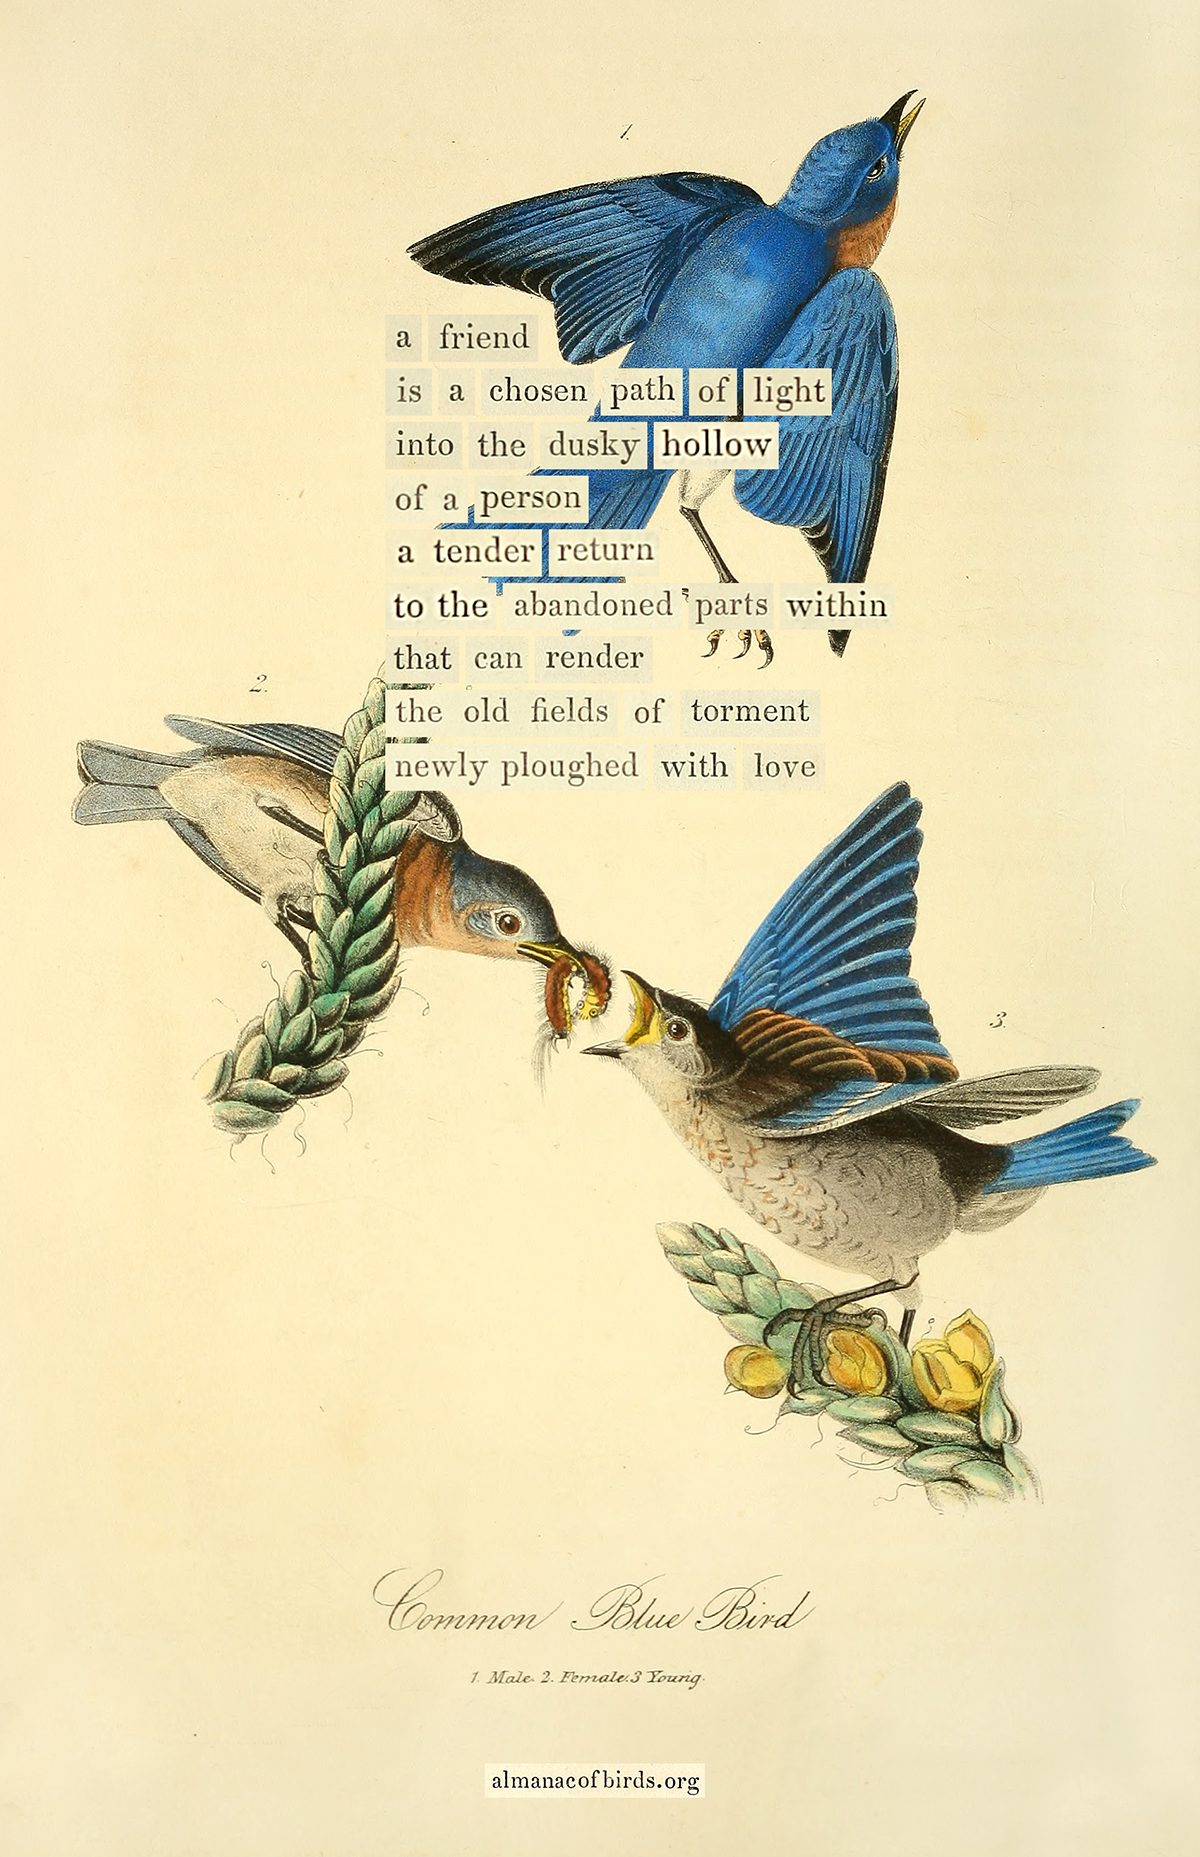 1.
a friend
is a chosen path of light
into the dusky hollow
of a person
a tender return
to the abandoned parts within
that can render
2.
the old fields of torment
newly ploughed with love
3.
Common Blue Bird
1. Male. 2. Female. 3 Young.
almanacofbirds.org